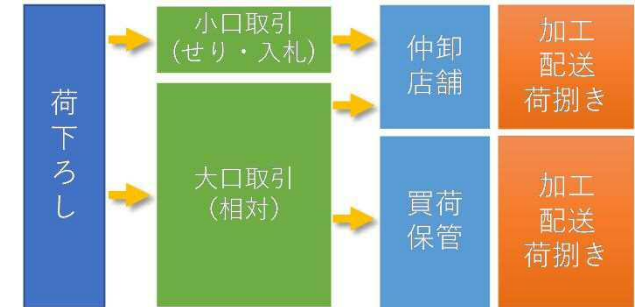 荷下ろし
小口取引
(せり・入札)
大口取引
(相対)
仲卸
店舗
買荷
保管
加工
配送
荷捌き
加工
配送
荷捌き